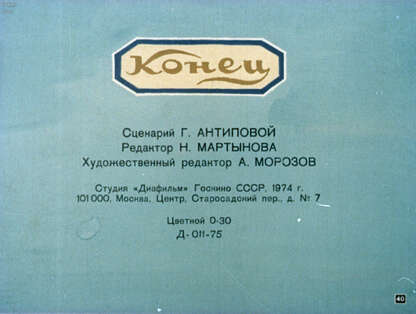 Конец
Сценарий Г. АНТИПОВОЙ
Редактор Н. МАРТЫНОВА
Художественный редактор А. МОРОЗОВ
Студия «Диафильм» Госкино СССР, 1974 г.
101000, Москва, Центр, Старосадский пер., д. № 7
Цветной 0-30
Д-011-75
40